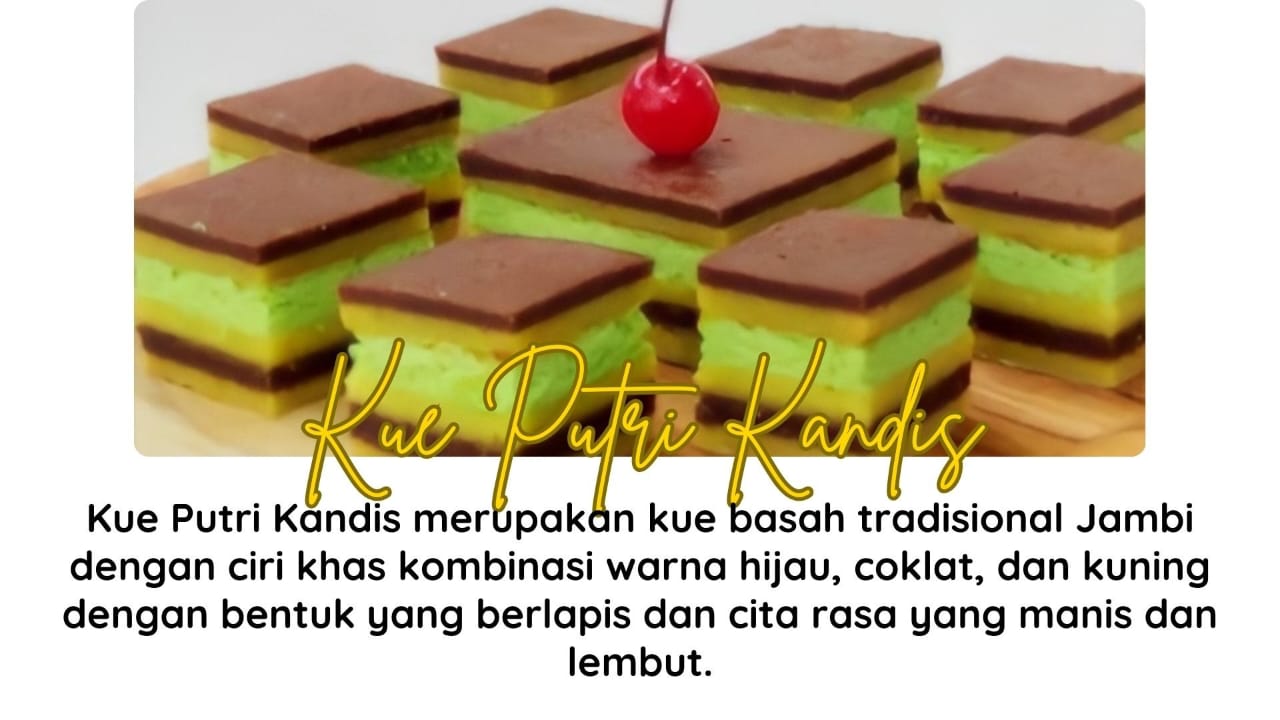 Kue Putri Kandis
Kue Putri Kandis merupakan kue basah tradisional Jambi
dengan ciri khas kombinasi warna hijau, coklat, dan kuning
dengan bentuk yang berlapis dan cita rasa yang manis dan
lembut.